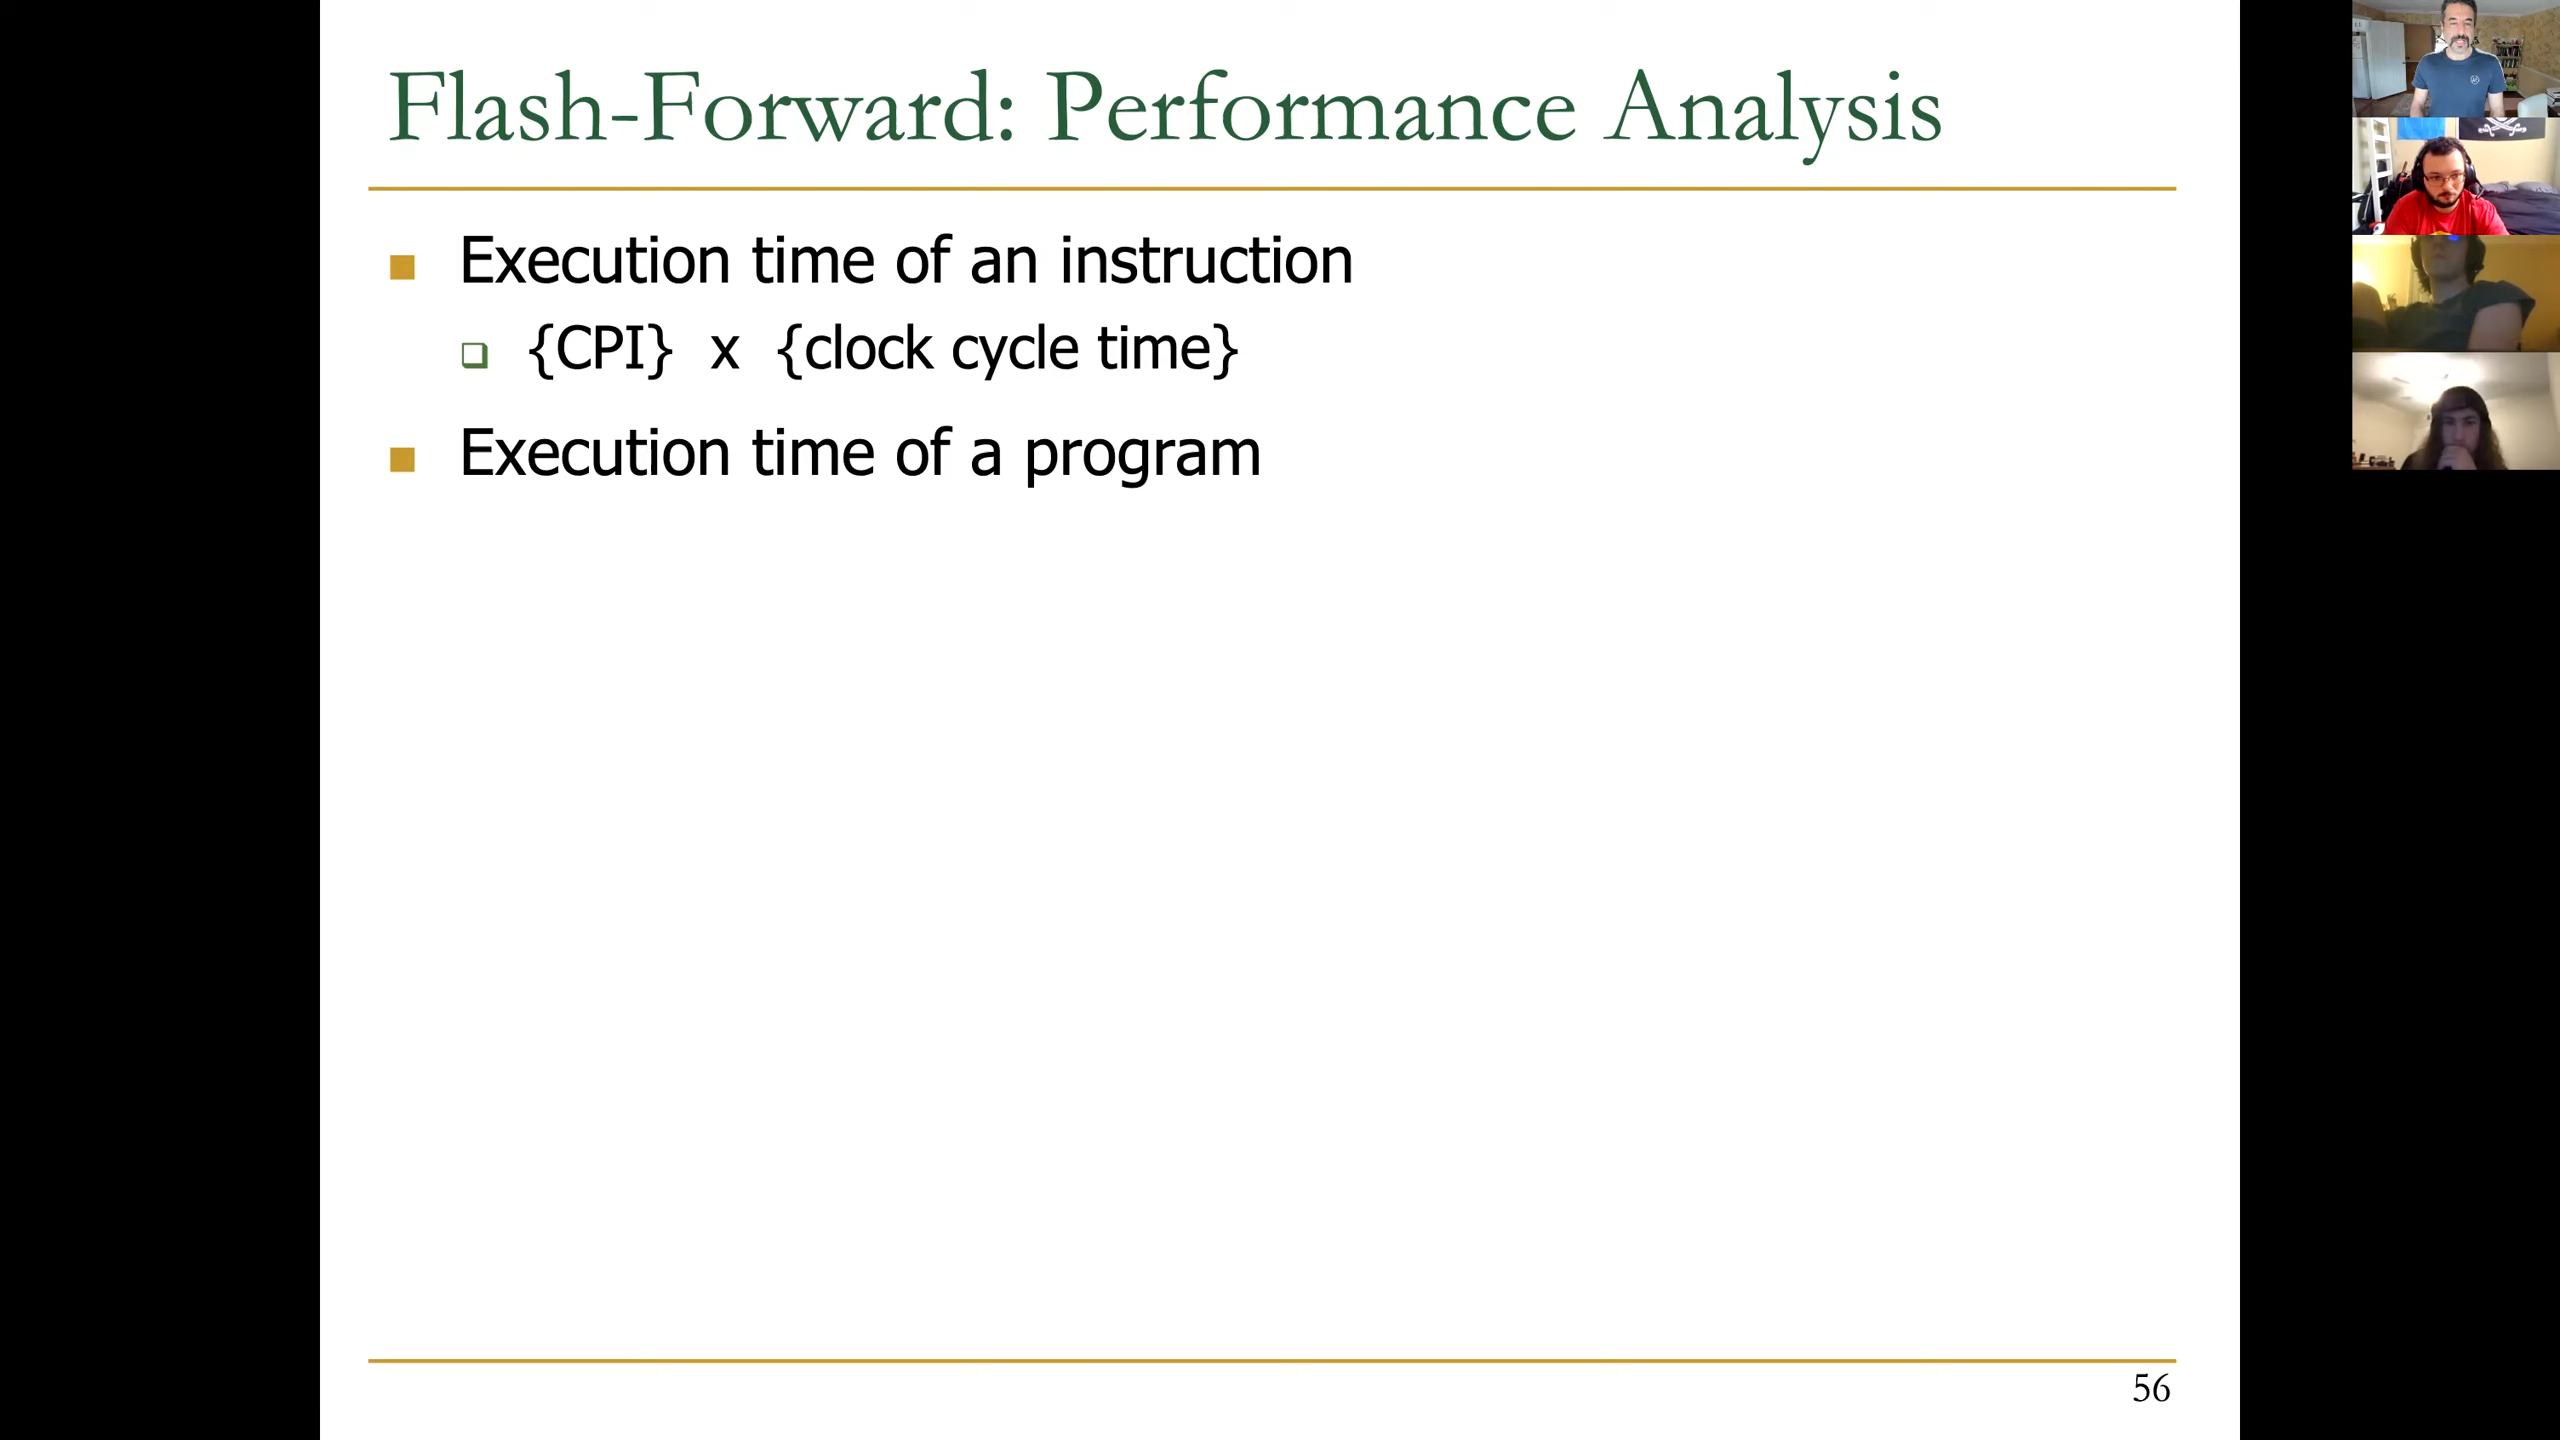 Flash-Forward: Performance Analysis
Execution time of an instruction
{CPI} x {clock cycle time}
Execution time of a program
56